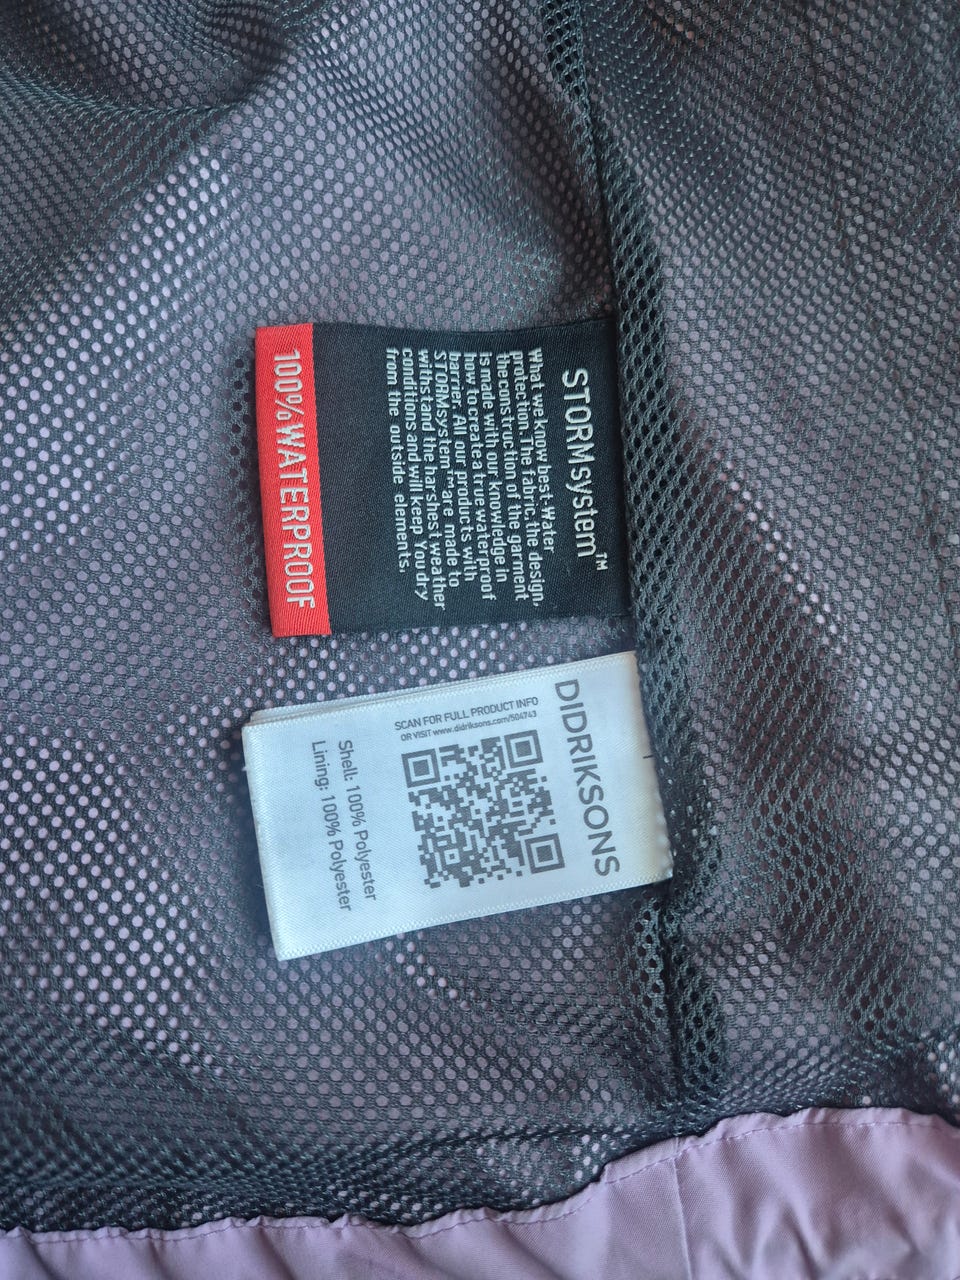 STORMsystem™
What we know best-water
protection. The fabric, the design,
the construction of the garment
is made with our knowledge in
how to create a true waterproof
barrier. All our products with
STORMsystem™ are made to
withstand the harshest weather
conditions and will keep You dry
from the outside elements.
100% WATERPROOF
DIDRIKSONS
SCAN FOR FULL PRODUCT INFO
OR VISIT www.didriksons.com/504743
Shell: 100% Polyester
Lining: 100% Polyester